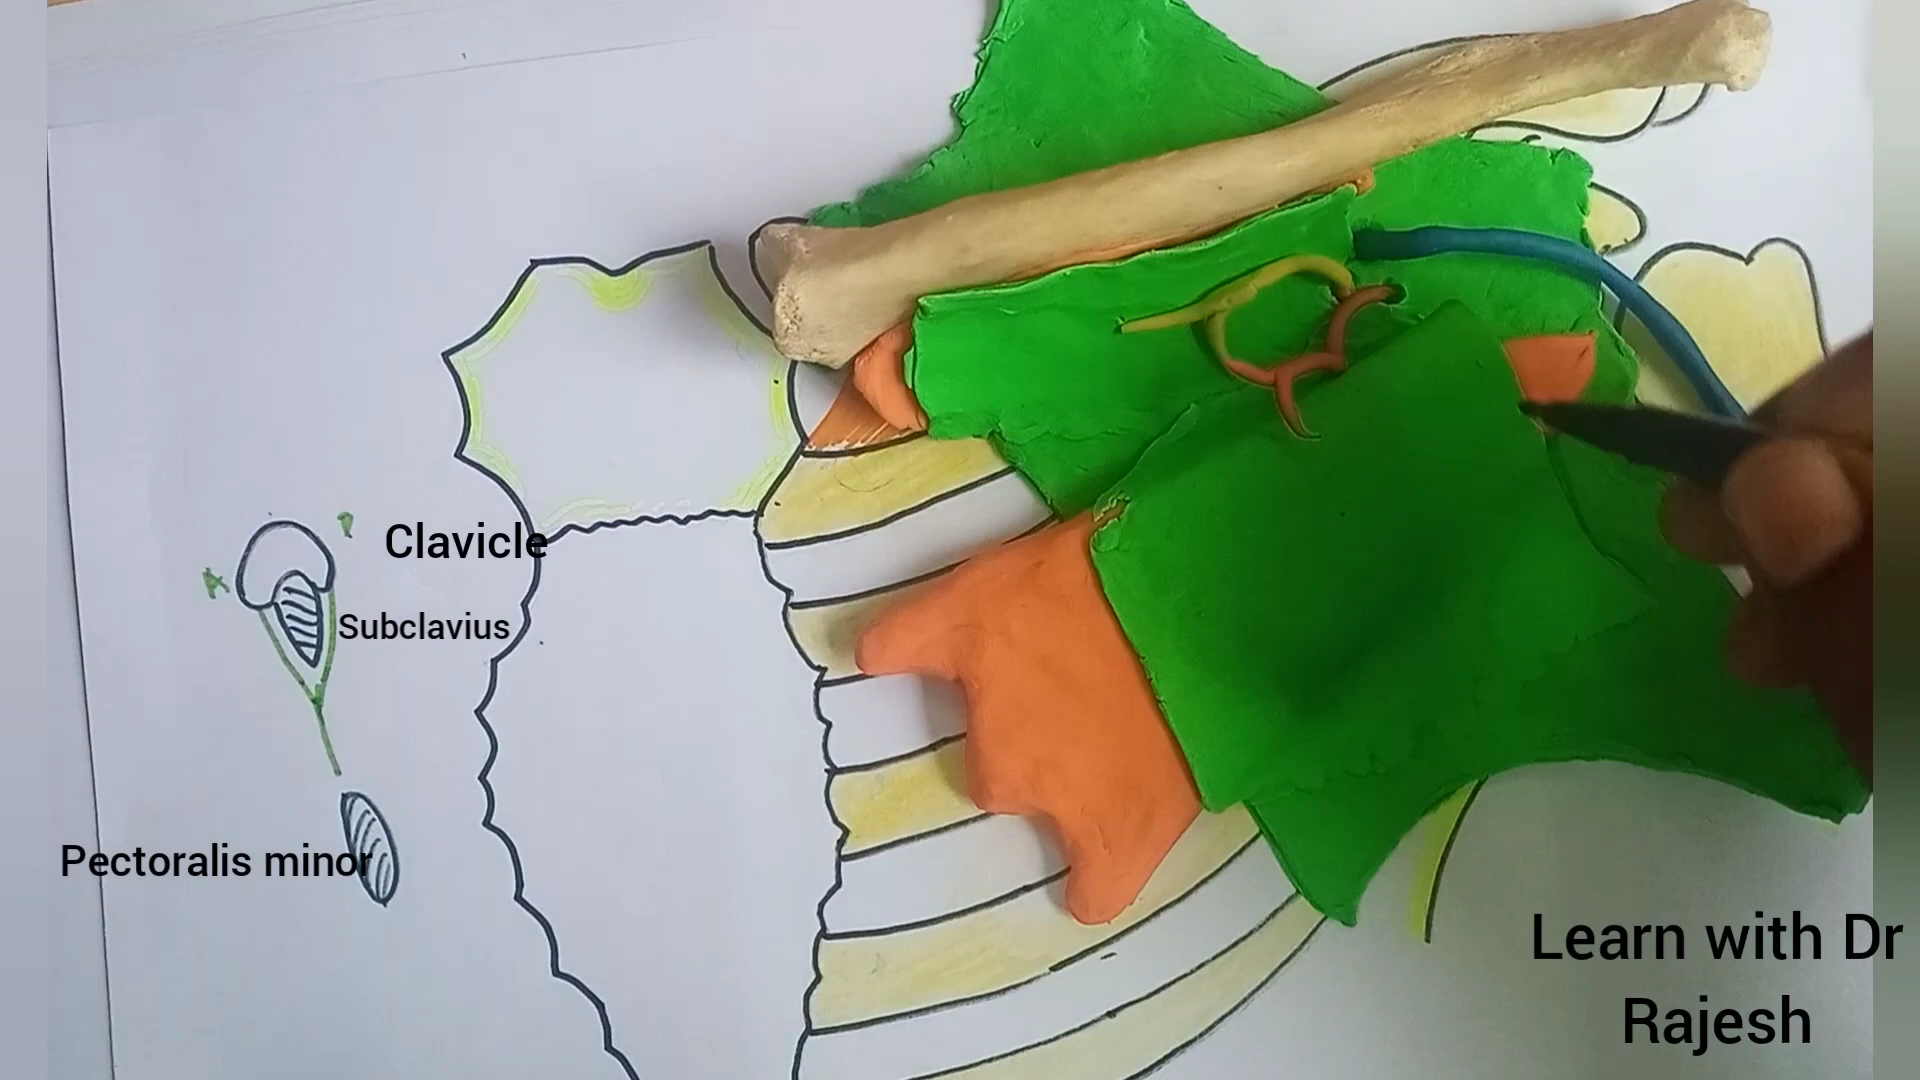 P
Clavicle
A
Subclavius
Pectoralis minor
Learn with Dr
Rajesh